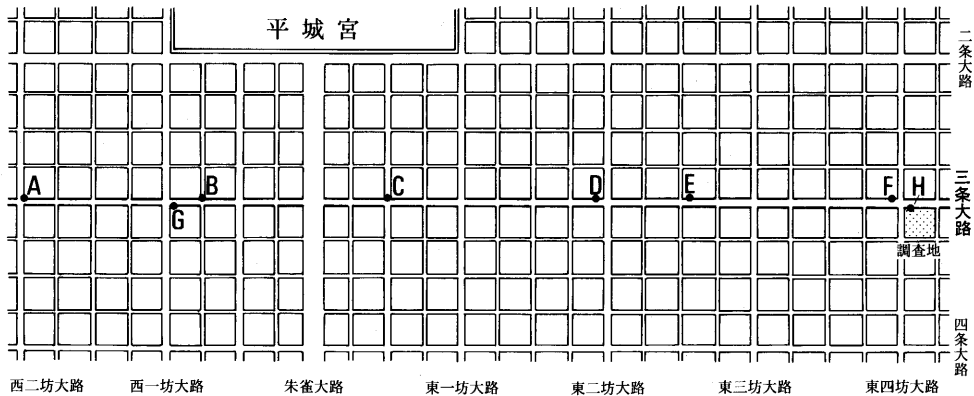 平城宮
二条大路
A
B
C
D
E
F
H
G
三条大路
調査地
四条大路
西二坊大路
西一坊大路
朱雀大路
東一坊大路
東二坊大路
東三坊大路
東四坊大路